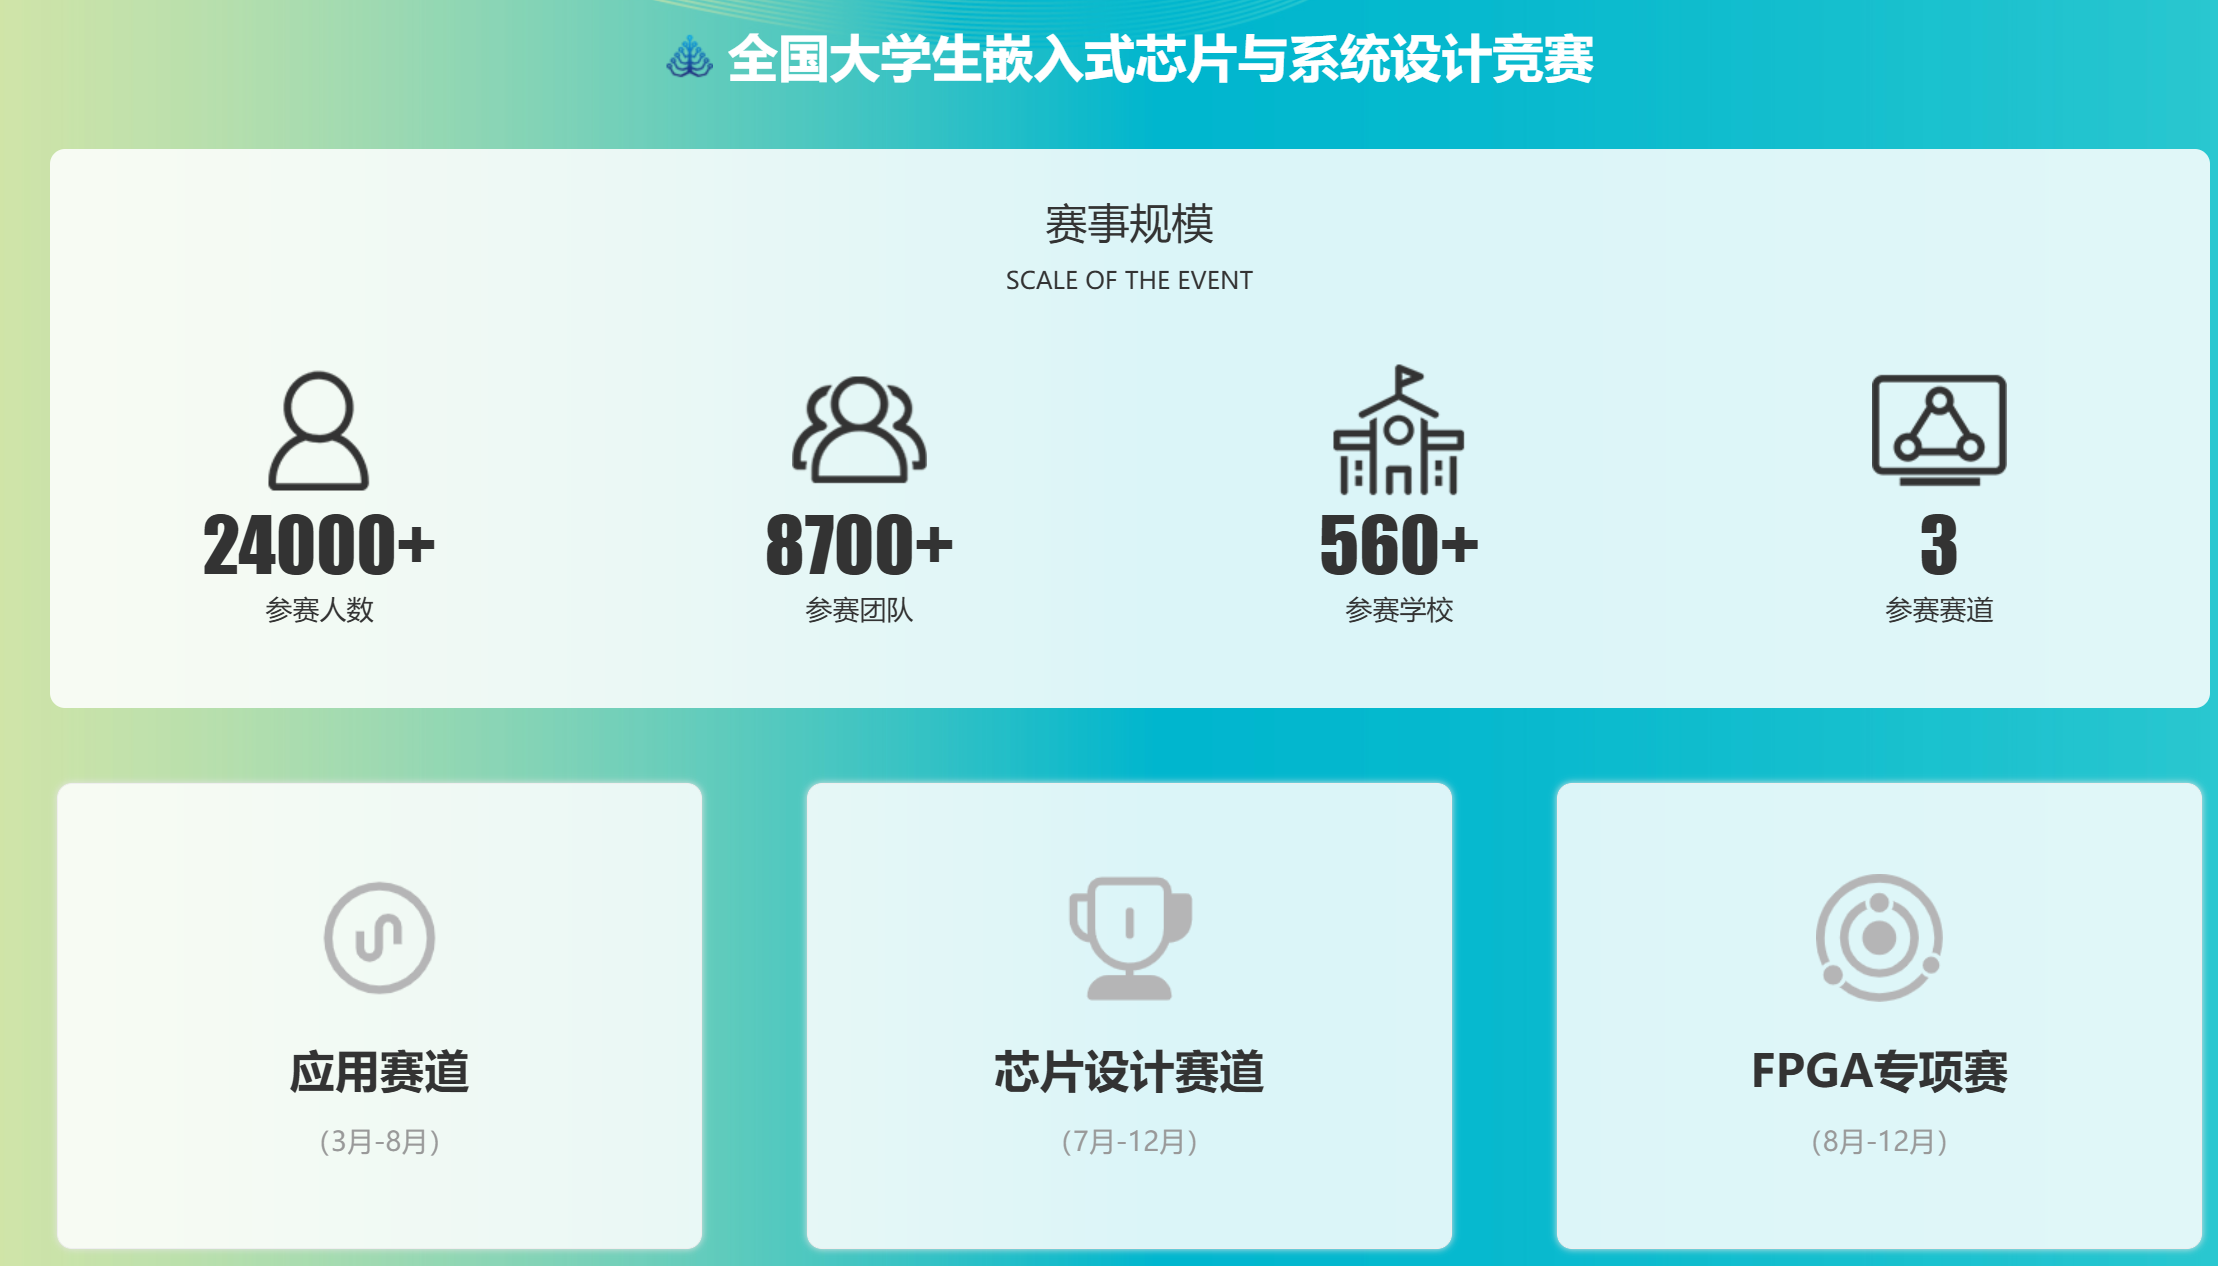 全国大学生嵌入式芯片与系统设计竞赛
赛事规模
SCALE OF THE EVENT
24000+
参赛人数
8700+
参赛团队
560+
参赛学校
3
参赛赛道
应用赛道
(3月-8月)
芯片设计赛道
(7月-12月)
FPGA专项赛
(8月-12月)